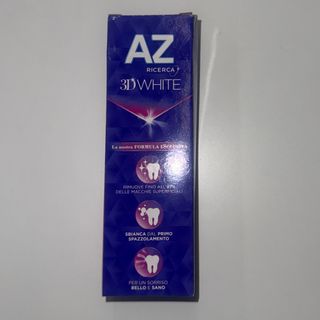 AZ
RICERCA
3D WHITE
La nostra FORMULA ESCLUSIVA
RIMUOVE FINO ALL'
DELLE MACCHIE SUPERFICIALI
SBIANCA DAL PRIMO
SPAZZOLAMENTO
PER UN SORRISO
BELLO E SANO